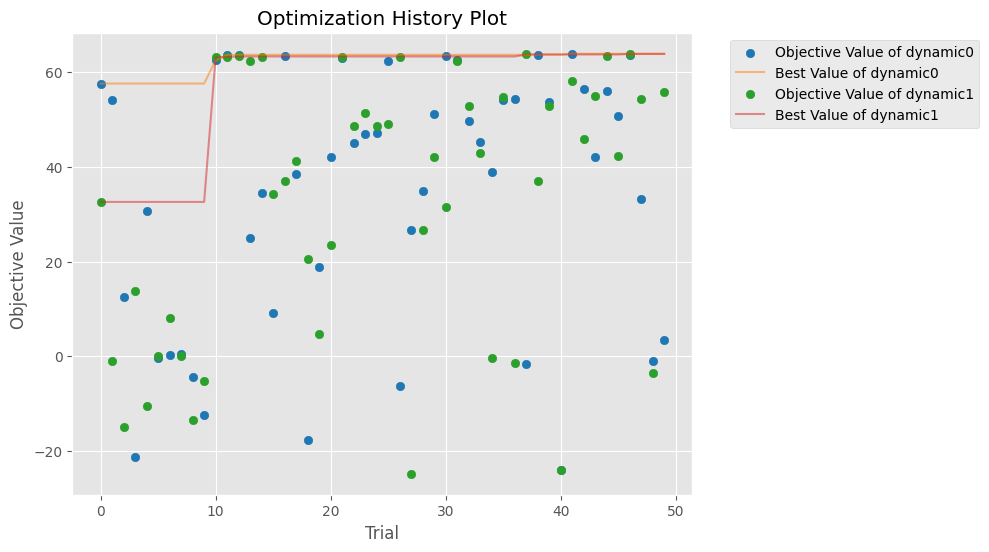 Optimization History Plot
Objective Value of dynamic0
Best Value of dynamic0
Objective Value of dynamic1
Best Value of dynamic1
Objective Value
60
40
20
0
−20
0 10 20 30 40 50
Trial